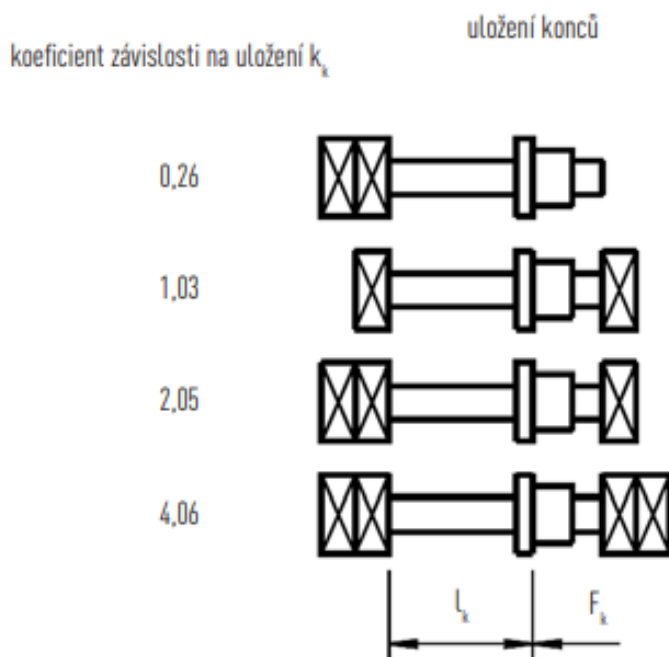 uložení konců
koeficient závislosti na uložení kk
0,26
1,03
2,05
4,06
lk Fk